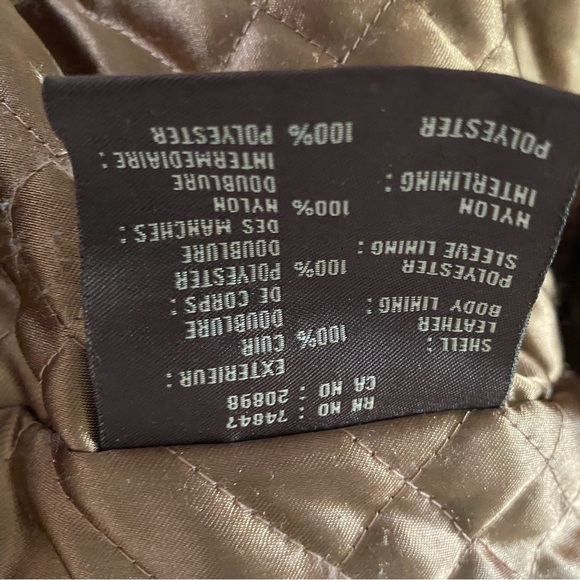 RN NO : 74847
CA NO : 20898
SHELL : EXTERIEUR :
LEATHER 100% CUIR
BODY LINING : DOUBLURE
DE CORPS :
POLYESTER 100% POLYESTER
SLEEVE LINING : DOUBLURE
DES MANCHES :
NYLON 100% NYLON
INTERLINING : DOUBLURE
INTERMEDIAIRE :
POLYESTER 100% POLYESTER